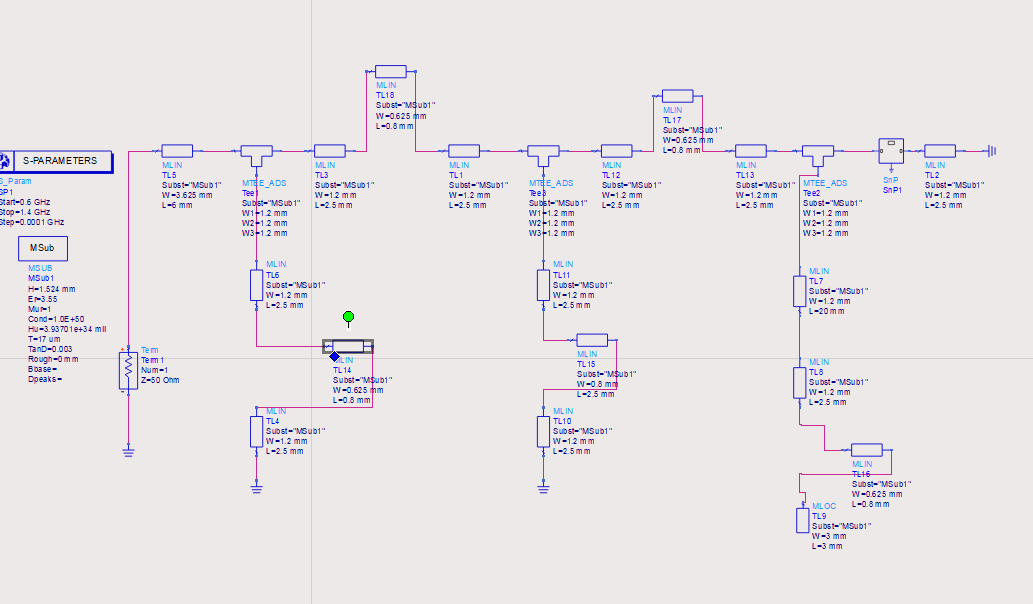 S-PARAMETERS
S_Param
SP1
Start=0.6 GHz
Stop=1.4 GHz
Step=0.0001 GHz
MSub
MSUB
MSub1
H=1.524 mm
Er=3.55
Mur=1
Cond=1.0E+50
Hu=3.93701e+34 mil
T=17 um
TanD=0.003
Rough=0 mm
Bbase=
Dpeaks=
Term
Term1
Num=1
Z=50 Ohm
MLIN
TL5
Subst="MSub1"
W=3.625 mm
L=6 mm
MTEE_ADS
Tee1
Subst="MSub1"
W1=1.2 mm
W2=1.2 mm
W3=1.2 mm
MLIN
TL3
Subst="MSub1"
W=1.2 mm
L=2.5 mm
MLIN
TL18
Subst="MSub1"
W=0.625 mm
L=0.8 mm
MLIN
TL1
Subst="MSub1"
W=1.2 mm
L=2.5 mm
MTEE_ADS
Tee3
Subst="MSub1"
W1=1.2 mm
W2=1.2 mm
W3=1.2 mm
MLIN
TL12
Subst="MSub1"
W=1.2 mm
L=2.5 mm
MLIN
TL17
Subst="MSub1"
W=0.625 mm
L=0.8 mm
MLIN
TL13
Subst="MSub1"
W=1.2 mm
L=2.5 mm
MTEE_ADS
Tee2
Subst="MSub1"
W1=1.2 mm
W2=1.2 mm
W3=1.2 mm
SnP
SnP1
MLIN
TL2
Subst="MSub1"
W=1.2 mm
L=2.5 mm
MLIN
TL6
Subst="MSub1"
W=1.2 mm
L=2.5 mm
MLIN
TL14
Subst="MSub1"
W=0.625 mm
L=0.8 mm
MLIN
TL4
Subst="MSub1"
W=1.2 mm
L=2.5 mm
MLIN
TL11
Subst="MSub1"
W=1.2 mm
L=2.5 mm
MLIN
TL15
Subst="MSub1"
W=0.8 mm
L=2.5 mm
MLIN
TL10
Subst="MSub1"
W=1.2 mm
L=2.5 mm
MLIN
TL7
Subst="MSub1"
W=1.2 mm
L=20 mm
MLIN
TL8
Subst="MSub1"
W=1.2 mm
L=2.5 mm
MLIN
TL16
Subst="MSub1"
W=0.625 mm
L=0.8 mm
MLOC
TL9
Subst="MSub1"
W=3 mm
L=3 mm